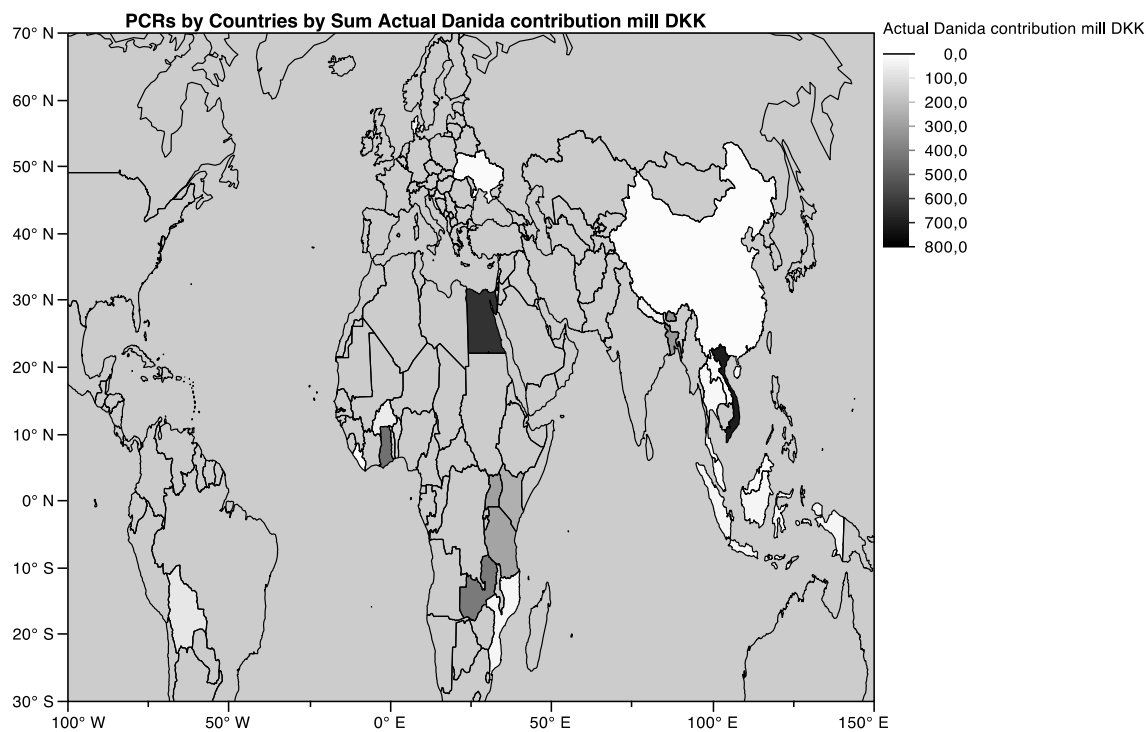 PCRs by Countries by Sum Actual Danida contribution mill DKK
70° N
60° N
50° N
40° N
30° N
20° N
10° N
0° N
10° S
20° S
30° S
100° W
50° W
0° E
50° E
100° E
150° E
Actual Danida contribution mill DKK
0,0
100,0
200,0
300,0
400,0
500,0
600,0
700,0
800,0